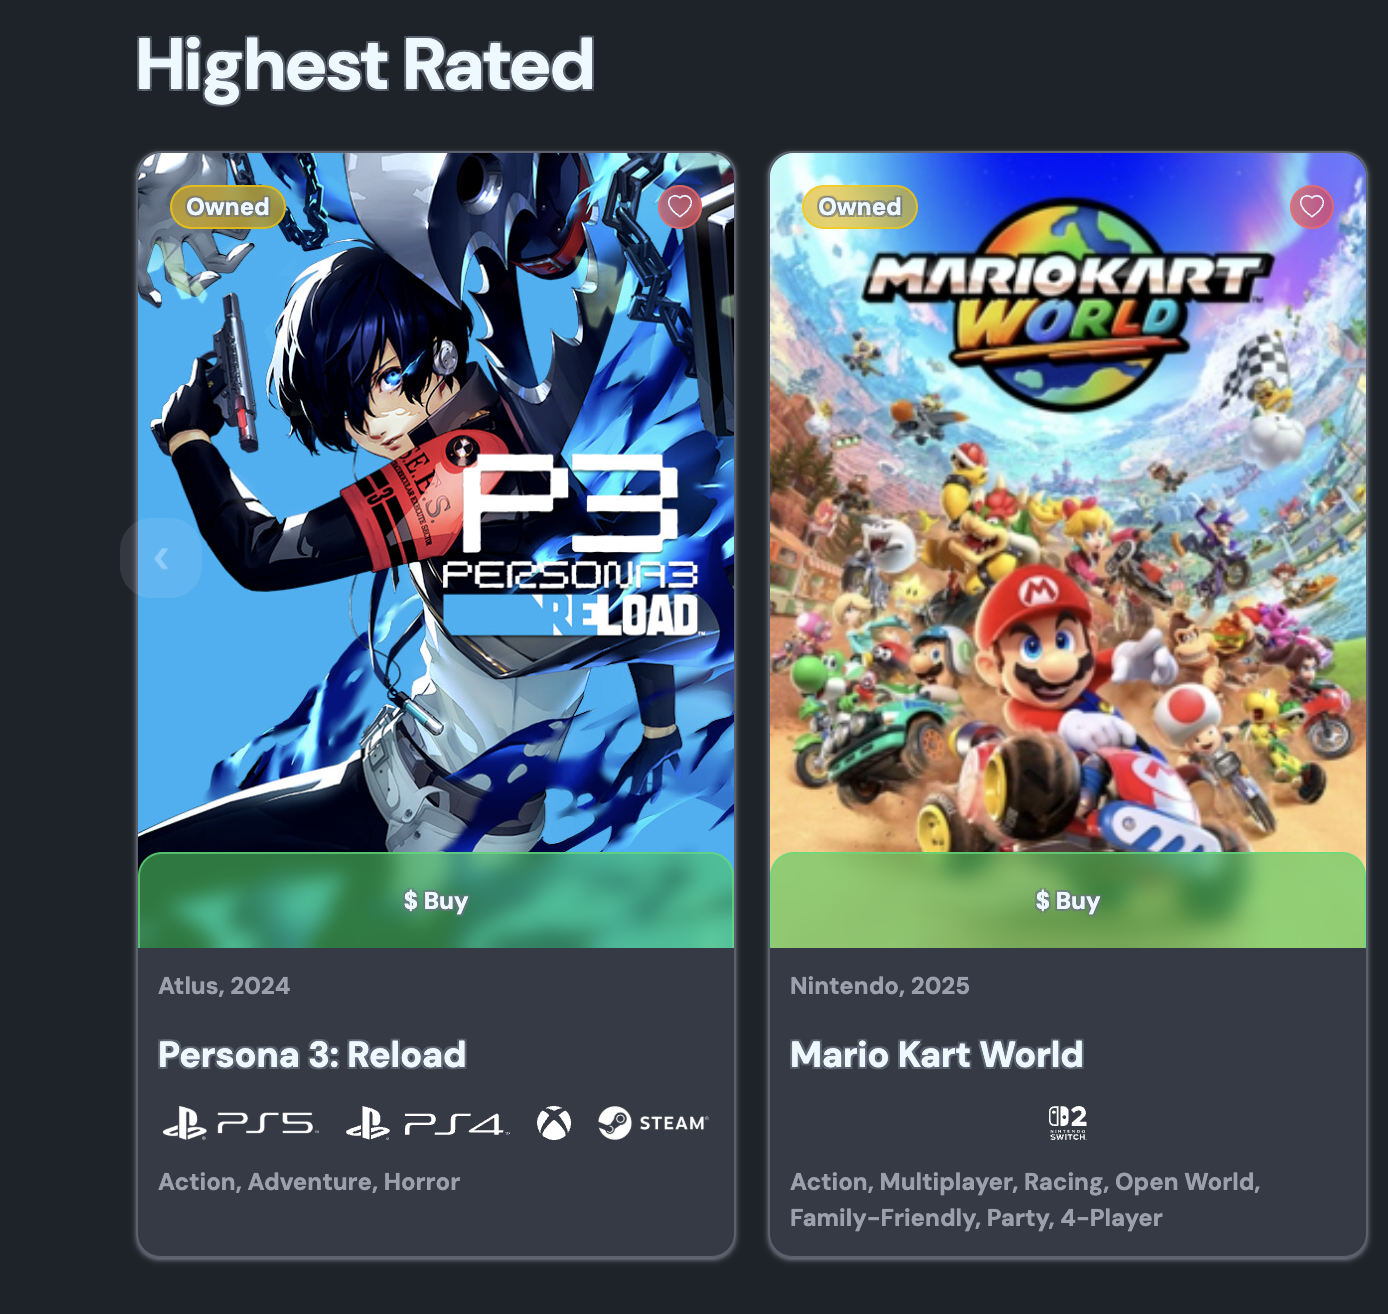 Highest Rated
Owned
S.E.E.S.
P3
PERSONA3
RELOAD
$ Buy
Atlus, 2024
Persona 3: Reload
PS5
PS4
STEAM
Action, Adventure, Horror
Owned
MARIOKART
WORLD
$ Buy
Nintendo, 2025
Mario Kart World
2
NINTENDO
SWITCH
Action, Multiplayer, Racing, Open World,
Family-Friendly, Party, 4-Player